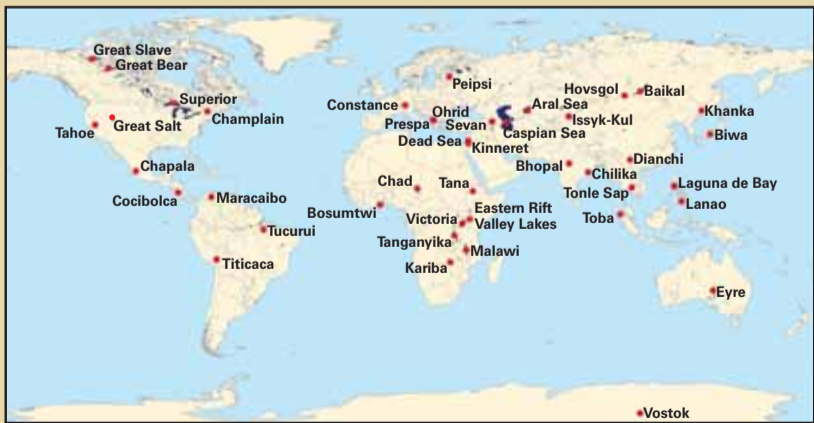 Great Slave
Great Bear
Superior
Champlain
Tahoe
Great Salt
Chapala
Cocibolca
Maracaibo
Tucurui
Titicaca
Peipsi
Constance
Ohrid
Prespa
Sevan
Aral Sea
Caspian Sea
Dead Sea
Kinneret
Issyk-Kul
Hovsgol
Baikal
Khanka
Biwa
Bhopal
Chilika
Dianchi
Tonle Sap
Laguna de Bay
Lanao
Toba
Chad
Tana
Bosumtwi
Victoria
Eastern Rift
Valley Lakes
Tanganyika
Malawi
Kariba
Eyre
Vostok